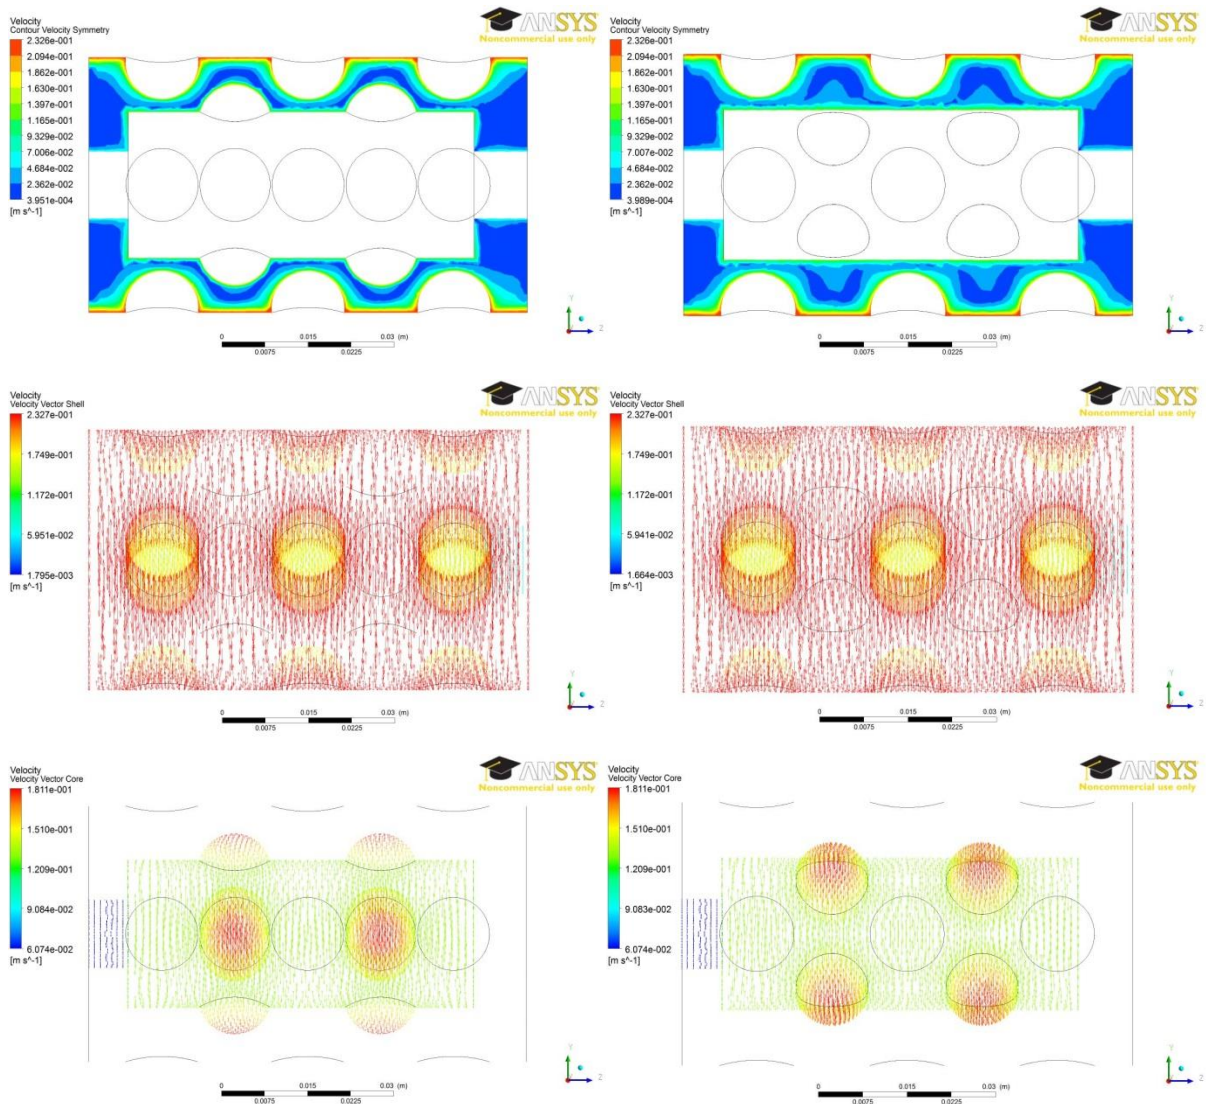 Velocity
Contour Velocity Symmetry
2.326e-001
2.094e-001
1.862e-001
1.630e-001
1.397e-001
1.165e-001
9.329e-002
7.006e-002
4.684e-002
2.362e-002
3.951e-004
[m s^-1]
ANSYS
Noncommercial use only
0 0.015 0.03 (m)
0.0075 0.0225
Y
Z
Velocity
Contour Velocity Symmetry
2.326e-001
2.094e-001
1.862e-001
1.630e-001
1.397e-001
1.165e-001
9.329e-002
7.007e-002
4.684e-002
2.362e-002
3.989e-004
[m s^-1]
ANSYS
Noncommercial use only
0 0.015 0.03 (m)
0.0075 0.0225
Y
Z
Velocity
Velocity Vector Shell
2.327e-001
1.749e-001
1.172e-001
5.951e-002
1.795e-003
[m s^-1]
ANSYS
Noncommercial use only
0 0.015 0.03 (m)
0.0075 0.0225
Y
Z
Velocity
Velocity Vector Shell
2.327e-001
1.749e-001
1.172e-001
5.941e-002
1.664e-003
[m s^-1]
ANSYS
Noncommercial use only
0 0.015 0.03 (m)
0.0075 0.0225
Y
Z
Velocity
Velocity Vector Core
1.811e-001
1.510e-001
1.209e-001
9.084e-002
6.074e-002
[m s^-1]
ANSYS
Noncommercial use only
0 0.015 0.03 (m)
0.0075 0.0225
Y
Z
Velocity
Velocity Vector Core
1.811e-001
1.510e-001
1.209e-001
9.083e-002
6.074e-002
[m s^-1]
ANSYS
Noncommercial use only
0 0.015 0.03 (m)
0.0075 0.0225
Y
Z